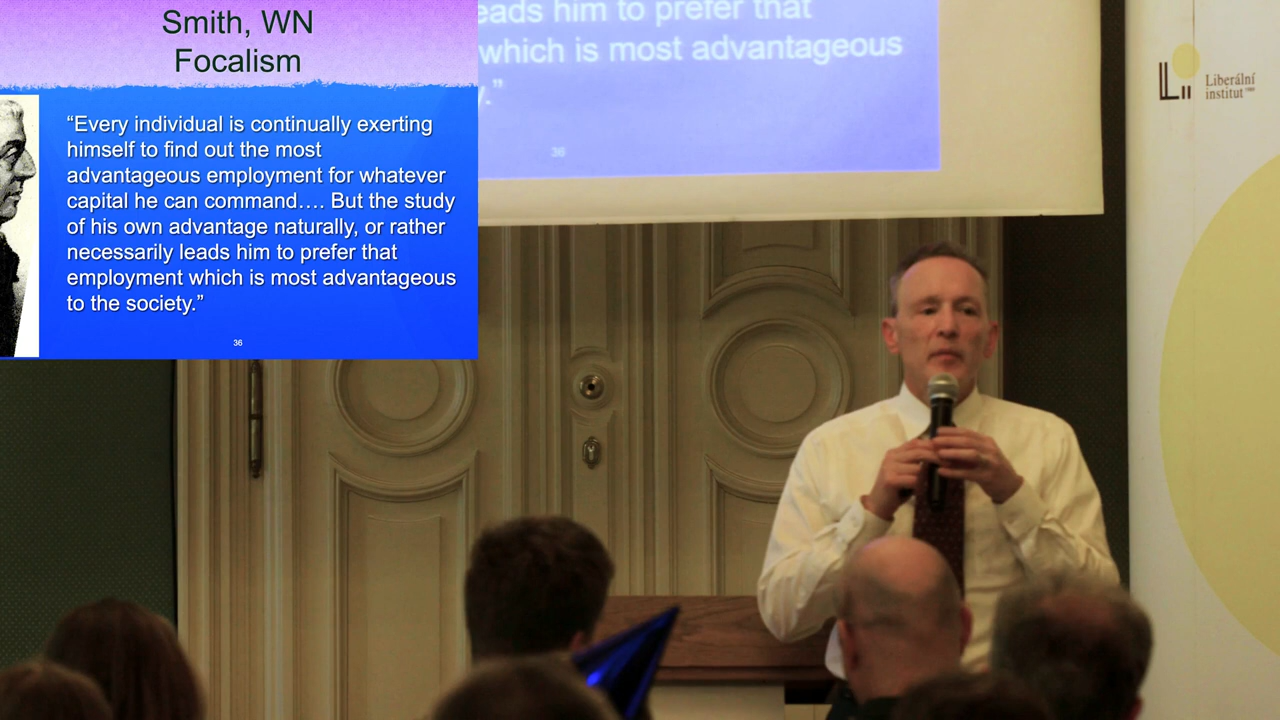 Smith, WN
Focalism
“Every individual is continually exerting
himself to find out the most
advantageous employment for whatever
capital he can command…. But the study
of his own advantage naturally, or rather
necessarily leads him to prefer that
employment which is most advantageous
to the society.”
36
eads him to prefer that
which is most advantageous
y.”
36
Liberální
institut